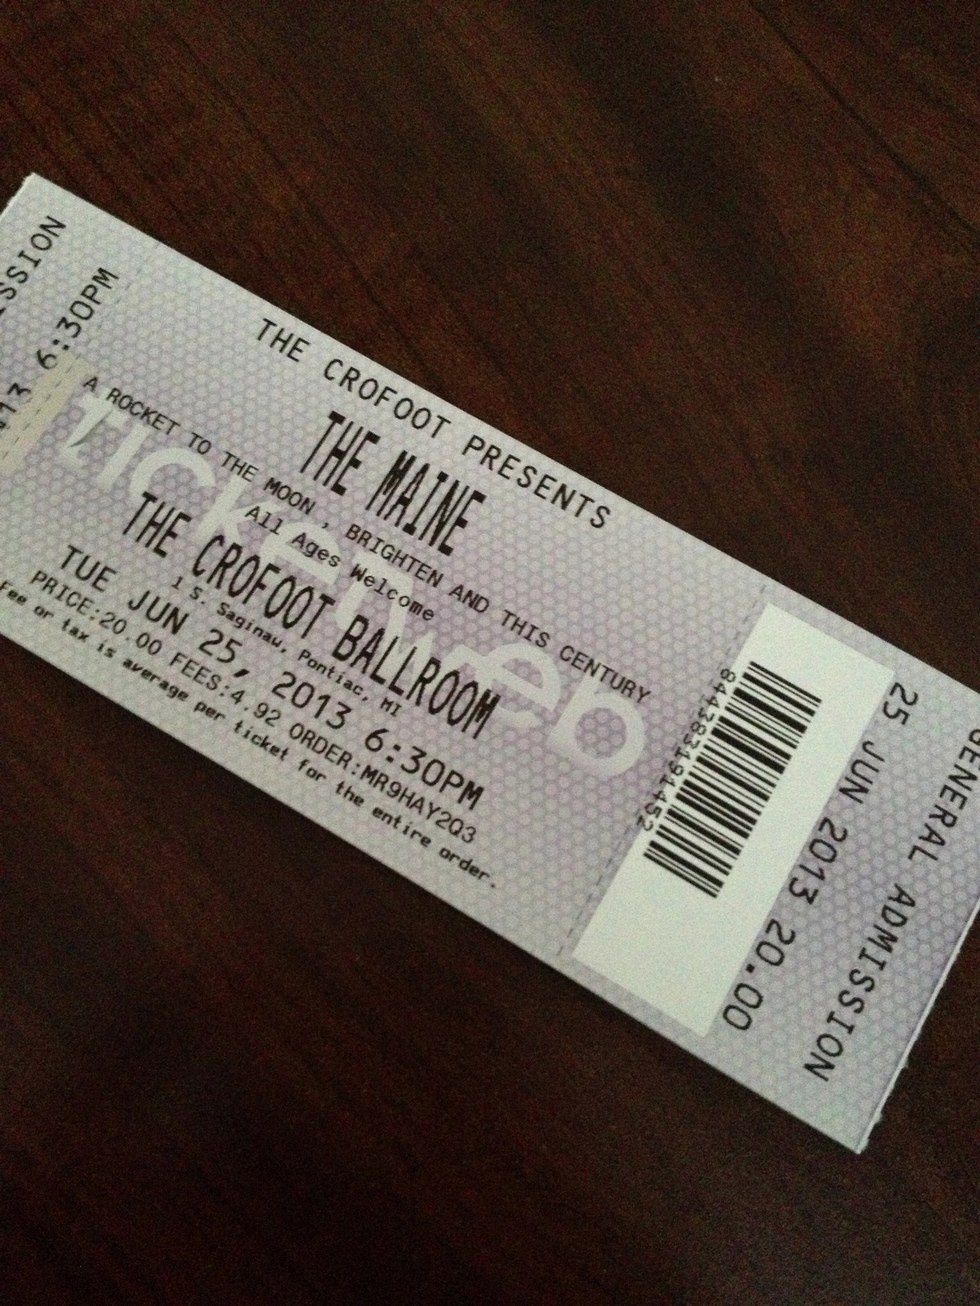 THE CROFOOT PRESENTS
THE MAINE
A ROCKET TO THE MOON , BRIGHTEN AND THIS CENTURY
All Ages Welcome
THE CROFOOT BALLROOM
1 S. Saginaw, Pontiac, MI
TUE JUN 25, 2013 6:30PM
PRICE:20.00 FEES:4.92 ORDER:MR9HAY2Q3
Fee or tax is average per ticket for the entire order.
ticketweb
SSION
13 6:30PM
844383191452
25 JUN 2013 20.00
GENERAL ADMISSION